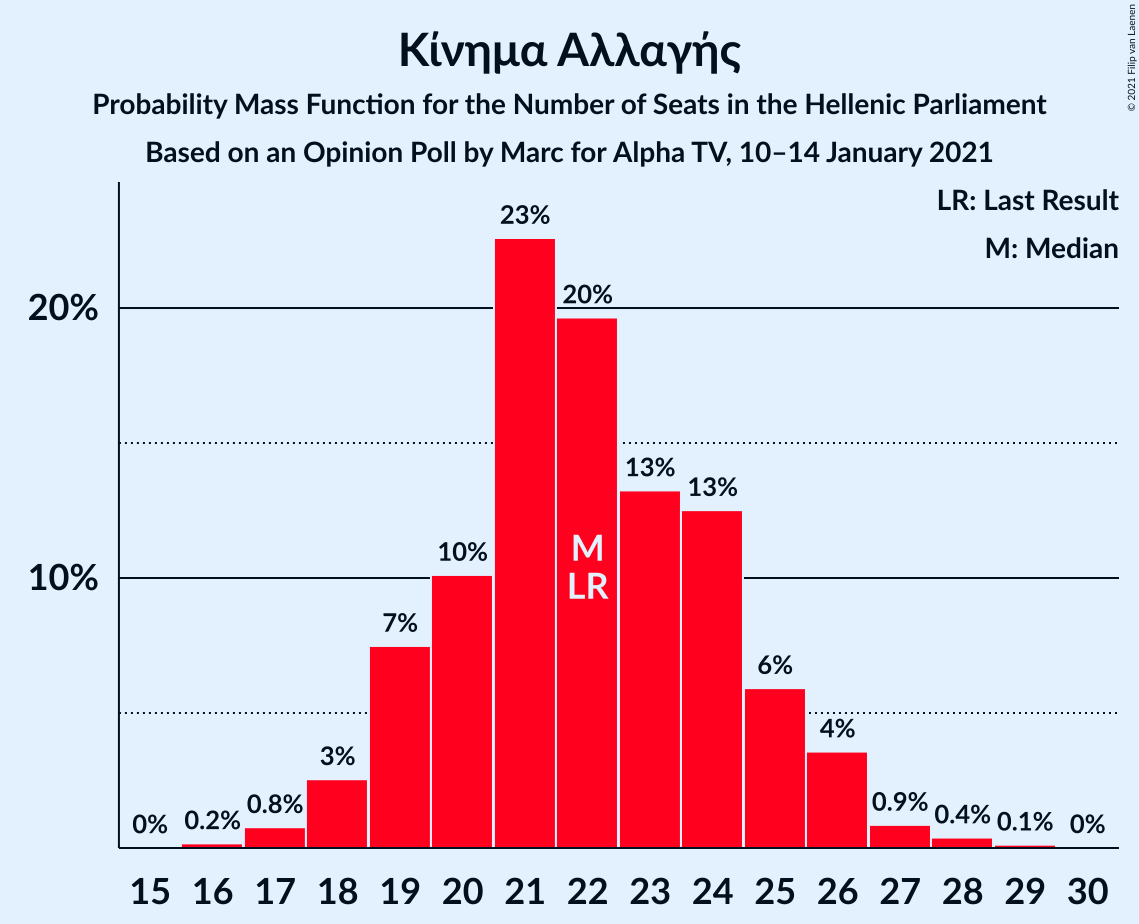 Κίνημα Αλλαγής
Probability Mass Function for the Number of Seats in the Hellenic Parliament
Based on an Opinion Poll by Marc for Alpha TV, 10–14 January 2021
© 2021 Filip van Laenen
LR: Last Result
M: Median
23%
20%
20%
13%
13%
M
LR
10%
10%
7%
6%
4%
3%
0%
0.2%
0.8%
0.9%
0.4%
0.1%
0%
15 16 17 18 19 20 21 22 23 24 25 26 27 28 29 30